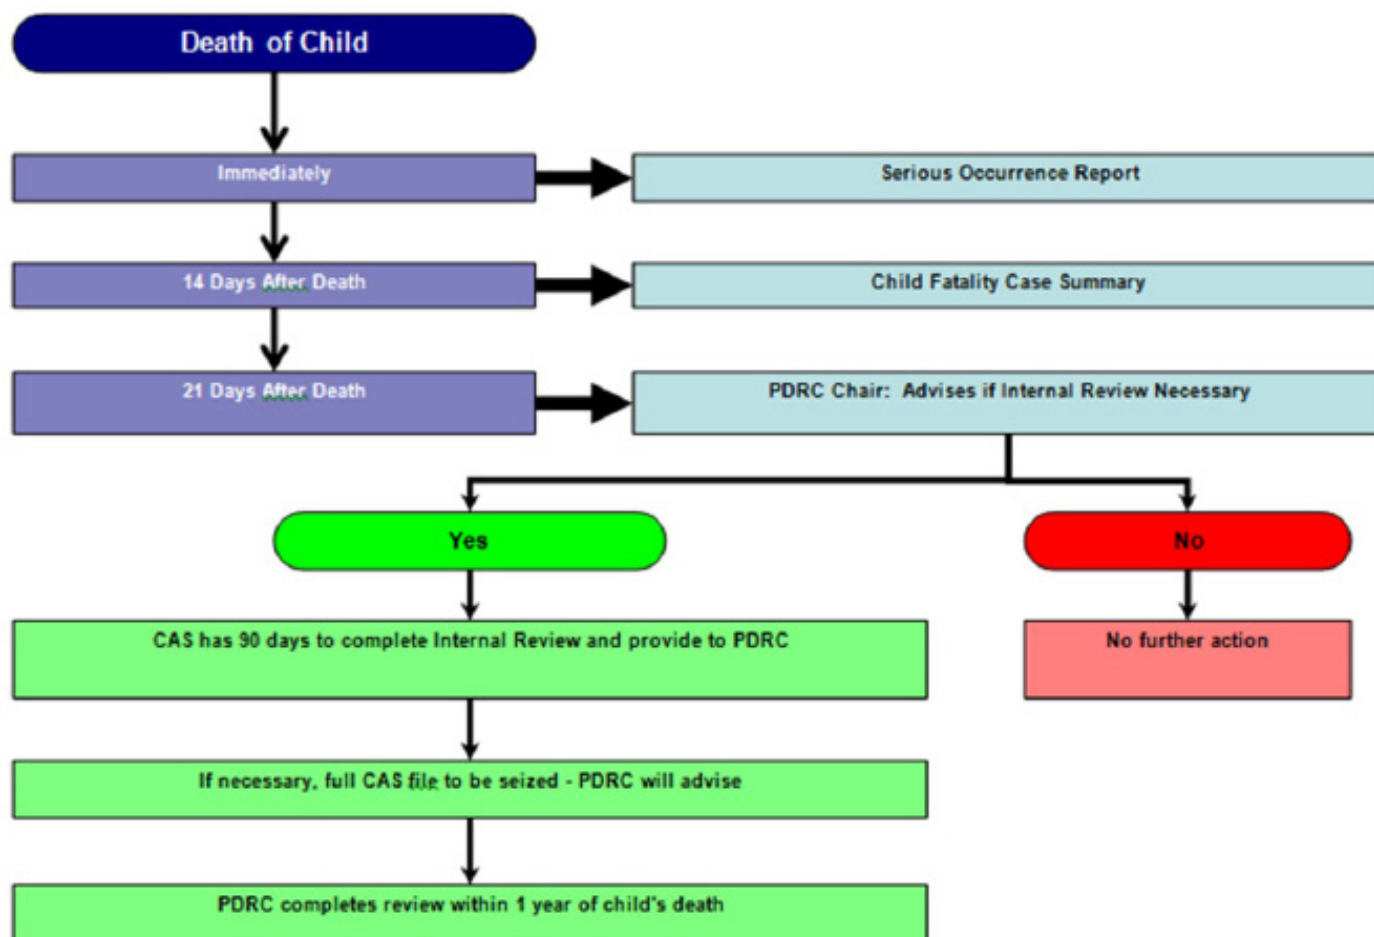 Death of Child
Immediately
Serious Occurrence Report
14 Days After Death
Child Fatality Case Summary
21 Days After Death
PDRC Chair: Advises if Internal Review Necessary
Yes
No
CAS has 90 days to complete Internal Review and provide to PDRC
No further action
If necessary, full CAS file to be seized - PDRC will advise
PDRC completes review within 1 year of child's death